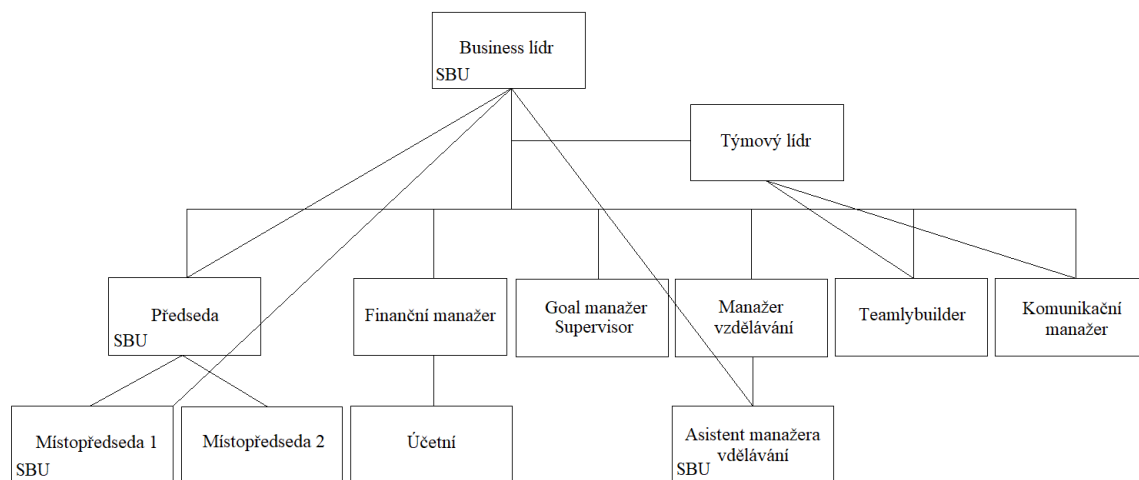 Business lídr
SBU
Týmový lídr
Předseda
SBU
Finanční manažer
Goal manažer
Supervisor
Manažer
vzdělávání
Teamlybuilder
Komunikační
manažer
Místopředseda 1
SBU
Místopředseda 2
Účetní
Asistent manažera
vdělávání
SBU